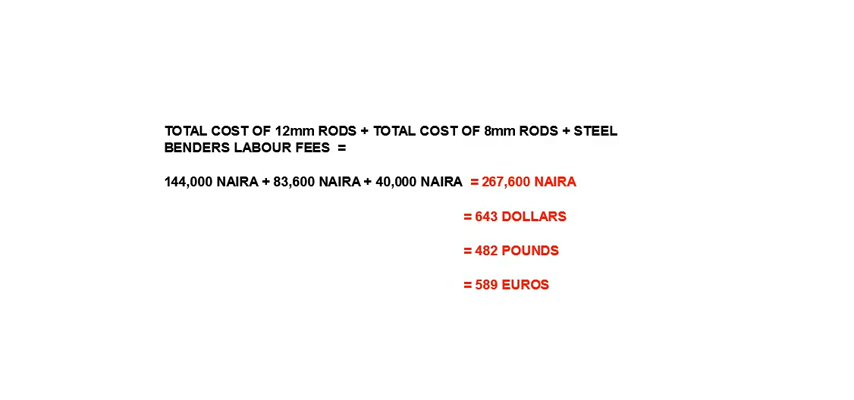 TOTAL COST OF 12mm RODS + TOTAL COST OF 8mm RODS + STEEL
BENDERS LABOUR FEES =
144,000 NAIRA + 83,600 NAIRA + 40,000 NAIRA = 267,600 NAIRA
= 643 DOLLARS
= 482 POUNDS
= 589 EUROS